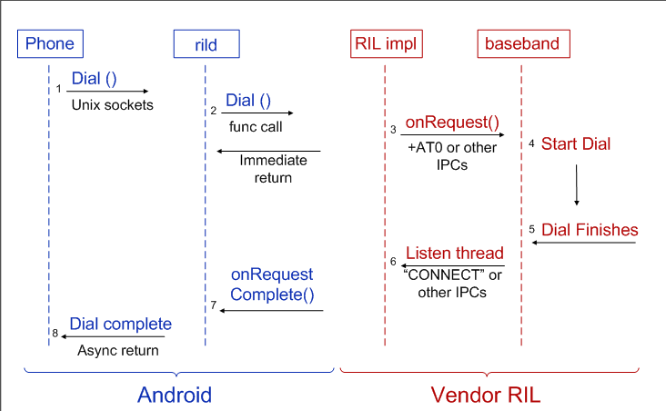 Phone
rild
RIL impl
baseband
1
Dial ()
Unix sockets
2
Dial ()
func call
3
onRequest()
+AT0 or other
IPCs
4
Start Dial
Immediate
return
5
Dial Finishes
6
Listen thread
"CONNECT" or
other IPCs
onRequest
Complete()
7
8
Dial complete
Async return
Android
Vendor RIL